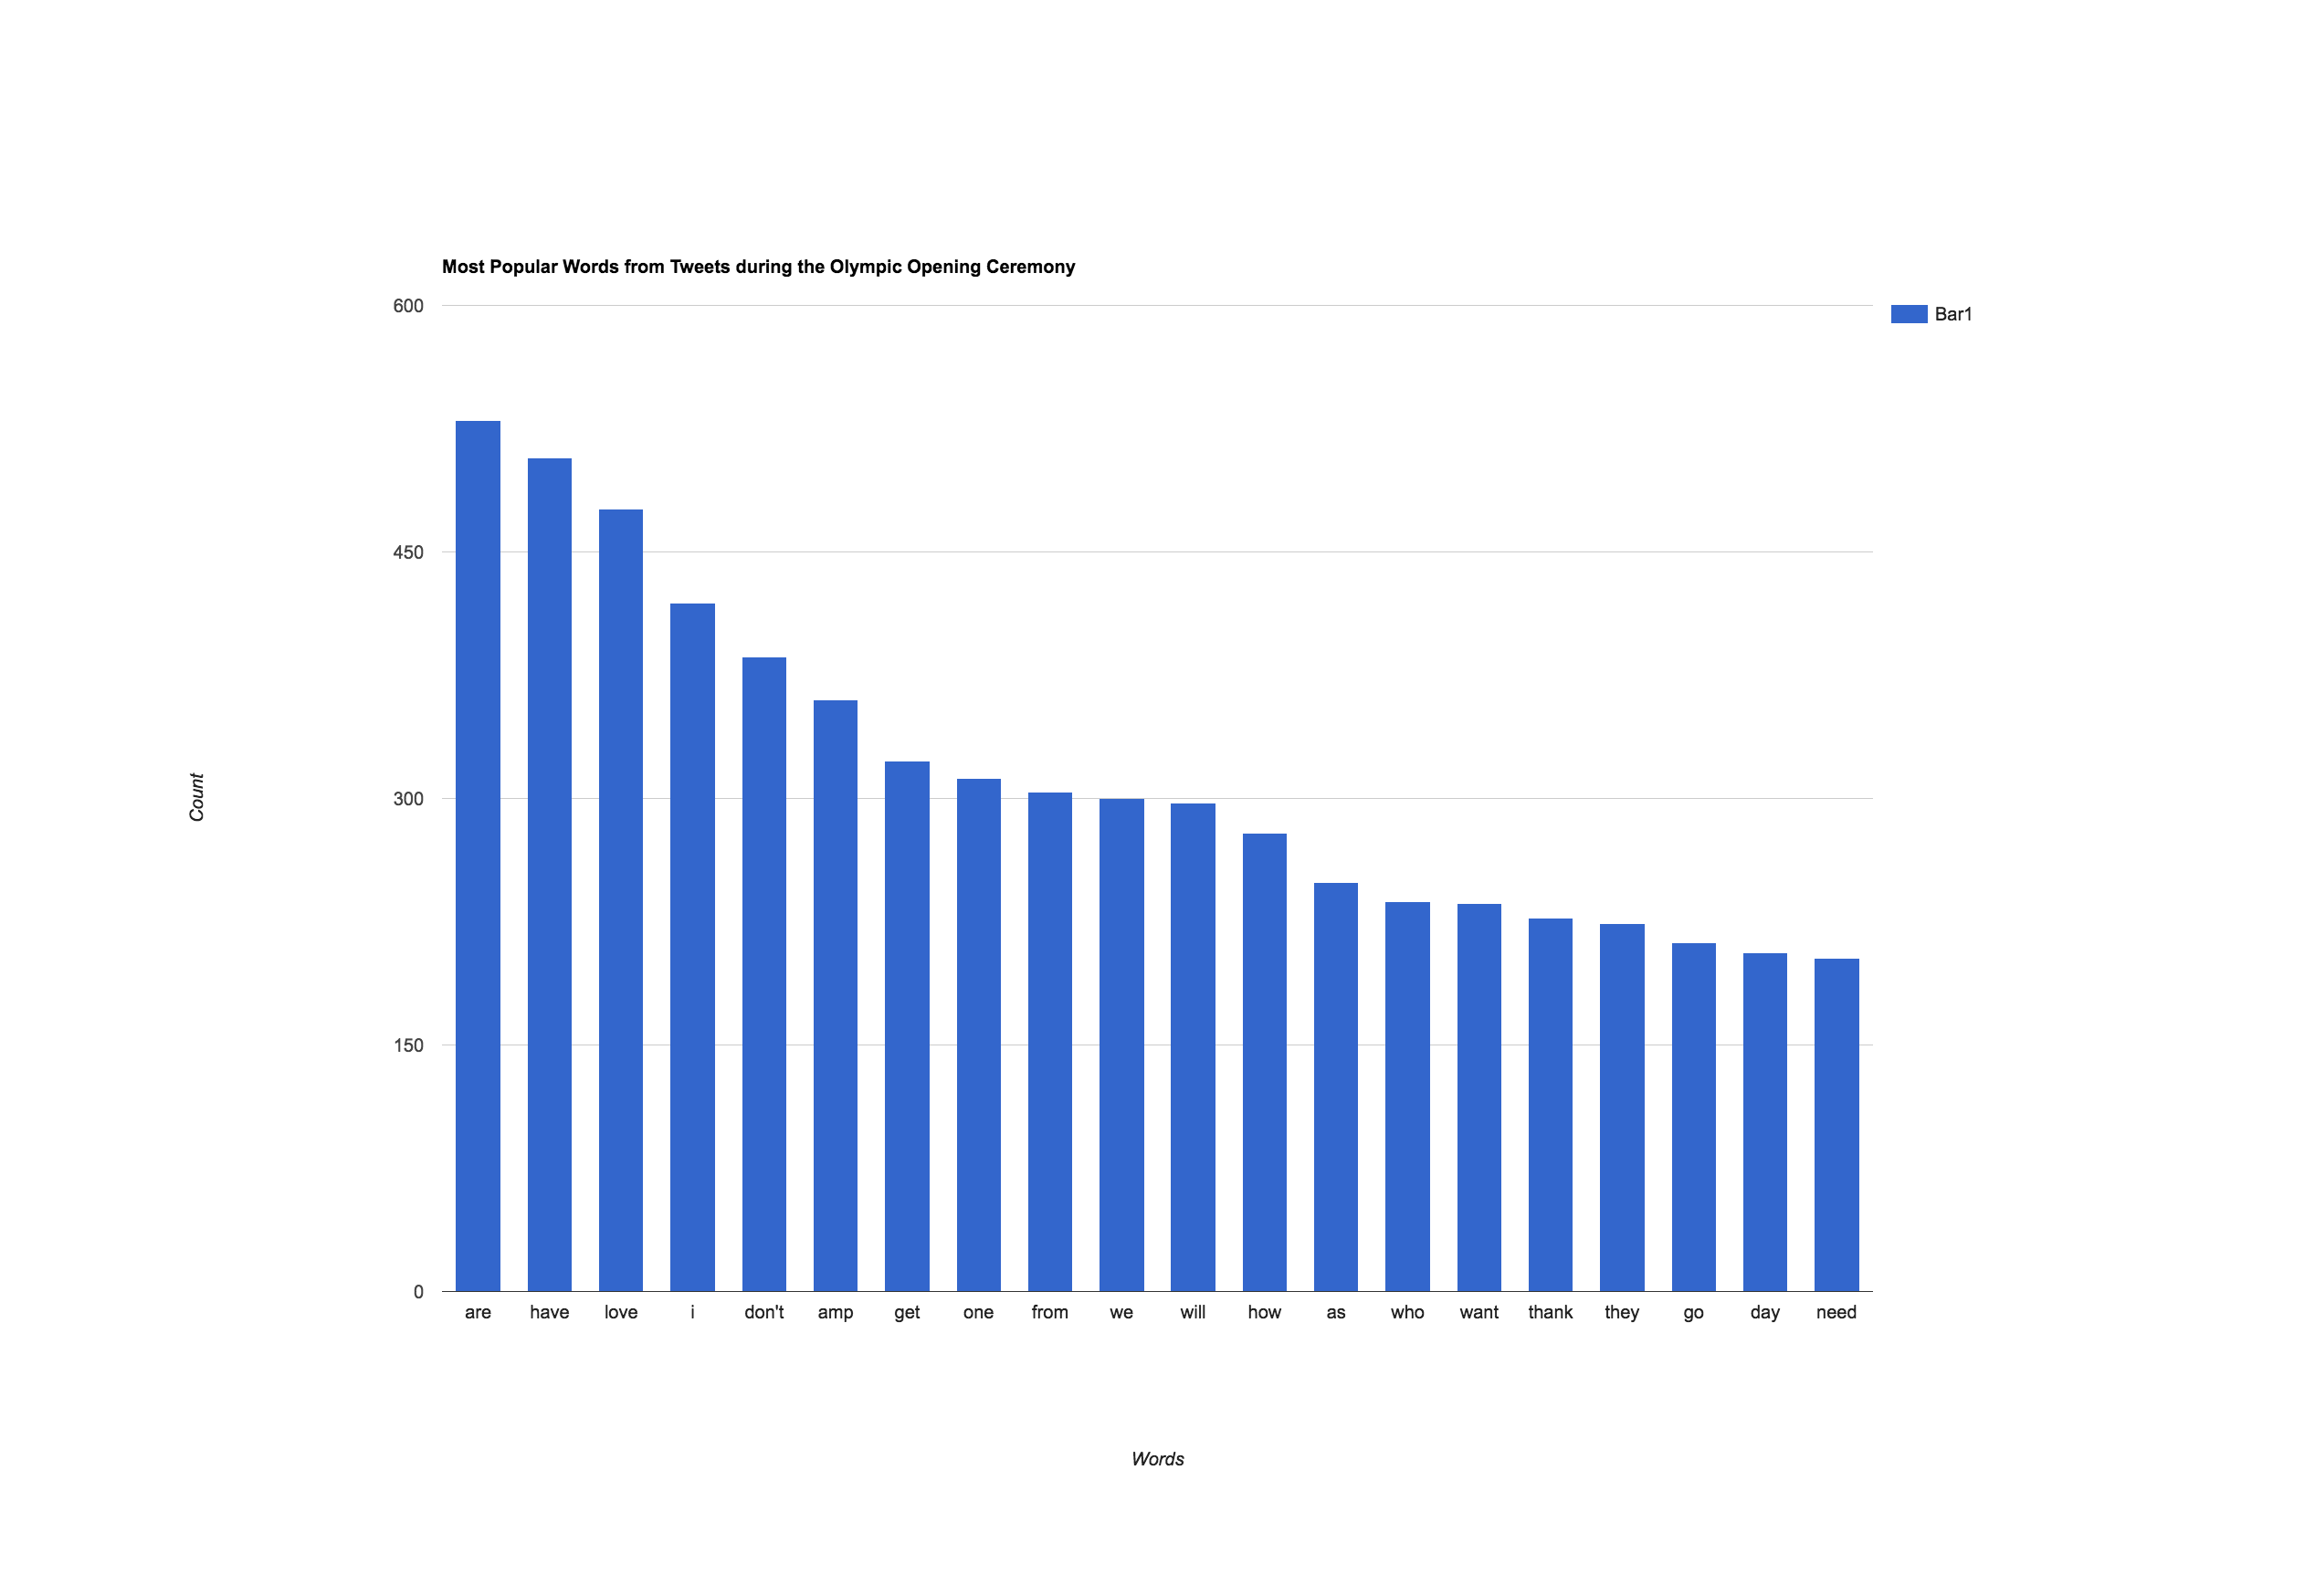 Most Popular Words from Tweets during the Olympic Opening Ceremony
600
Bar1
450
Count
300
150
0
are have love i don't amp get one from we will how as who want thank they go day need
Words